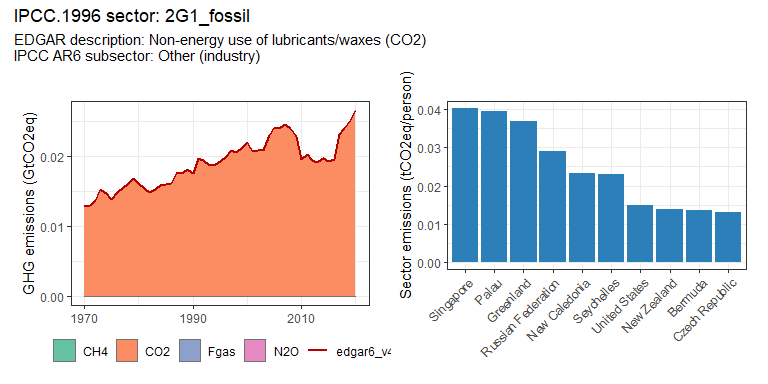 IPCC.1996 sector: 2G1_fossil
EDGAR description: Non-energy use of lubricants/waxes (CO2)
IPCC AR6 subsector: Other (industry)
GHG emissions (GtCO2eq)
0.02
0.01
0.00
1970
1990
2010
CH4
CO2
Fgas
N2O
edgar6_v4
Sector emissions (tCO2eq/person)
0.04
0.03
0.02
0.01
0.00
Singapore
Palau
Greenland
Russian Federation
New Caledonia
Seychelles
United States
New Zealand
Bermuda
Czech Republic